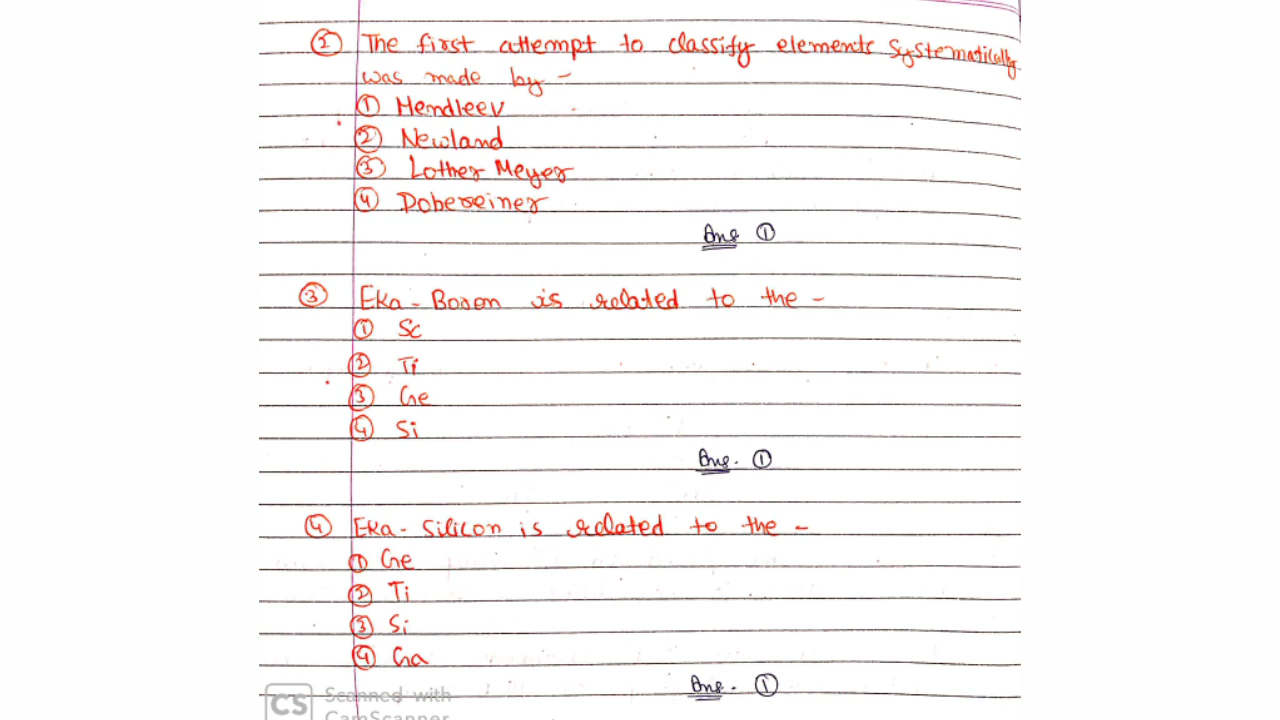 ② The first attempt to classify elements systematically
was made by -
① Mendleev
② Newland
③ Lother Meyer
④ Dobereiner
Ans ①
③ Eka - Boron is related to the -
① Sc
② Ti
③ Ge
④ Si
Ans. ①
④ Eka - Silicon is related to the -
① Ge
② Ti
③ Si
④ Ga
Ans. ①
CS Scanned with
CamScanner